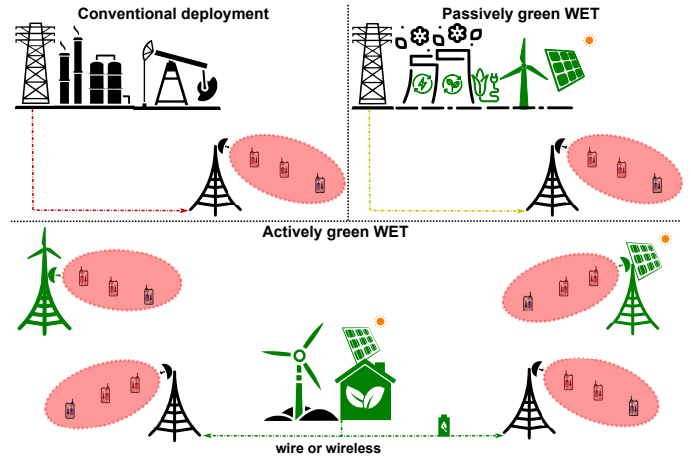 Conventional deployment
Passively green WET
Actively green WET
wire or wireless